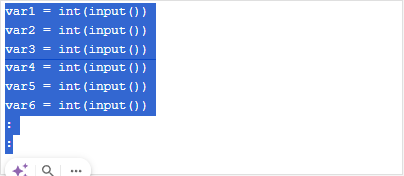 var1 = int(input())
var2 = int(input())
var3 = int(input())
var4 = int(input())
var5 = int(input())
var6 = int(input())
:
: